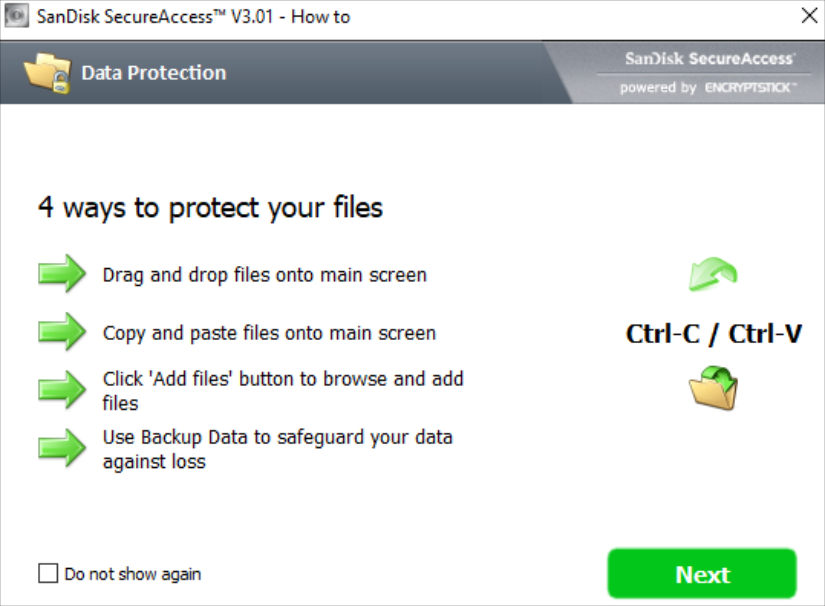 SanDisk SecureAccess™ V3.01 - How to
Data Protection
SanDisk SecureAccess™
powered by ENCRYPTSTICK™
4 ways to protect your files
Drag and drop files onto main screen
Copy and paste files onto main screen
Ctrl-C / Ctrl-V
Click 'Add files' button to browse and add
files
Use Backup Data to safeguard your data
against loss
Do not show again
Next